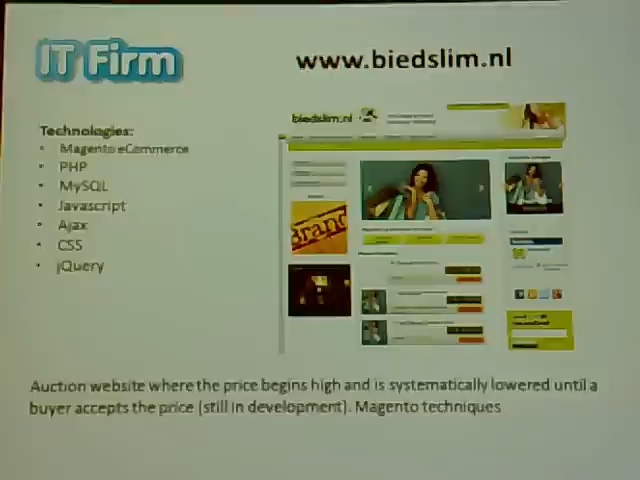 IT Firm
www.biedslim.nl
Technologies:
• Magento eCommerce
• PHP
• MySQL
• Javascript
• Ajax
• CSS
• jQuery
biedslim.nl
Brand
Auction website where the price begins high and is systematically lowered until a
buyer accepts the price (still in development). Magento techniques